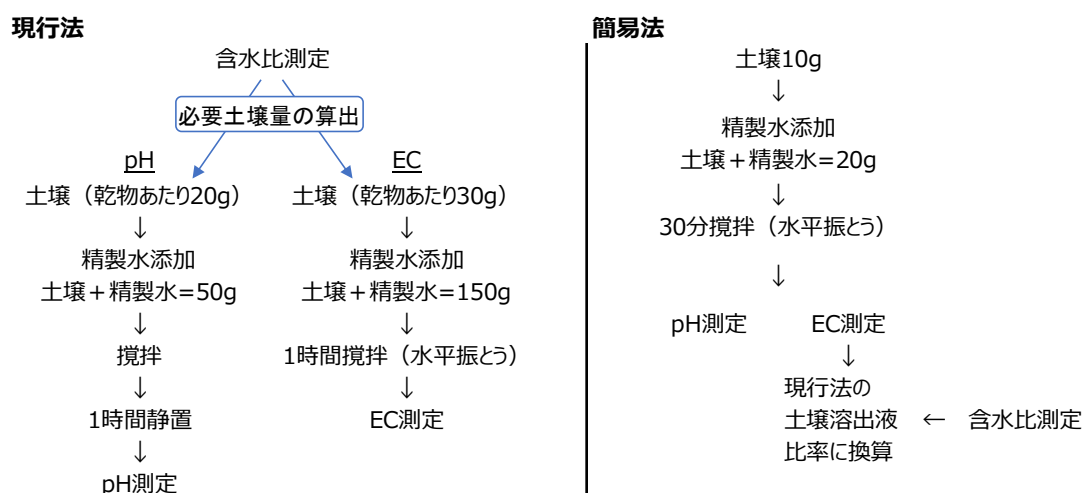 現行法
含水比測定
必要土壌量の算出
pH
土壌（乾物あたり20g）
↓
精製水添加
土壌＋精製水=50g
↓
撹拌
↓
1時間静置
↓
pH測定
EC
土壌（乾物あたり30g）
↓
精製水添加
土壌＋精製水=150g
↓
1時間撹拌（水平振とう）
↓
EC測定
簡易法
土壌10g
↓
精製水添加
土壌＋精製水=20g
↓
30分撹拌（水平振とう）
↓
pH測定 EC測定
↓
現行法の
土壌溶出液 ← 含水比測定
比率に換算